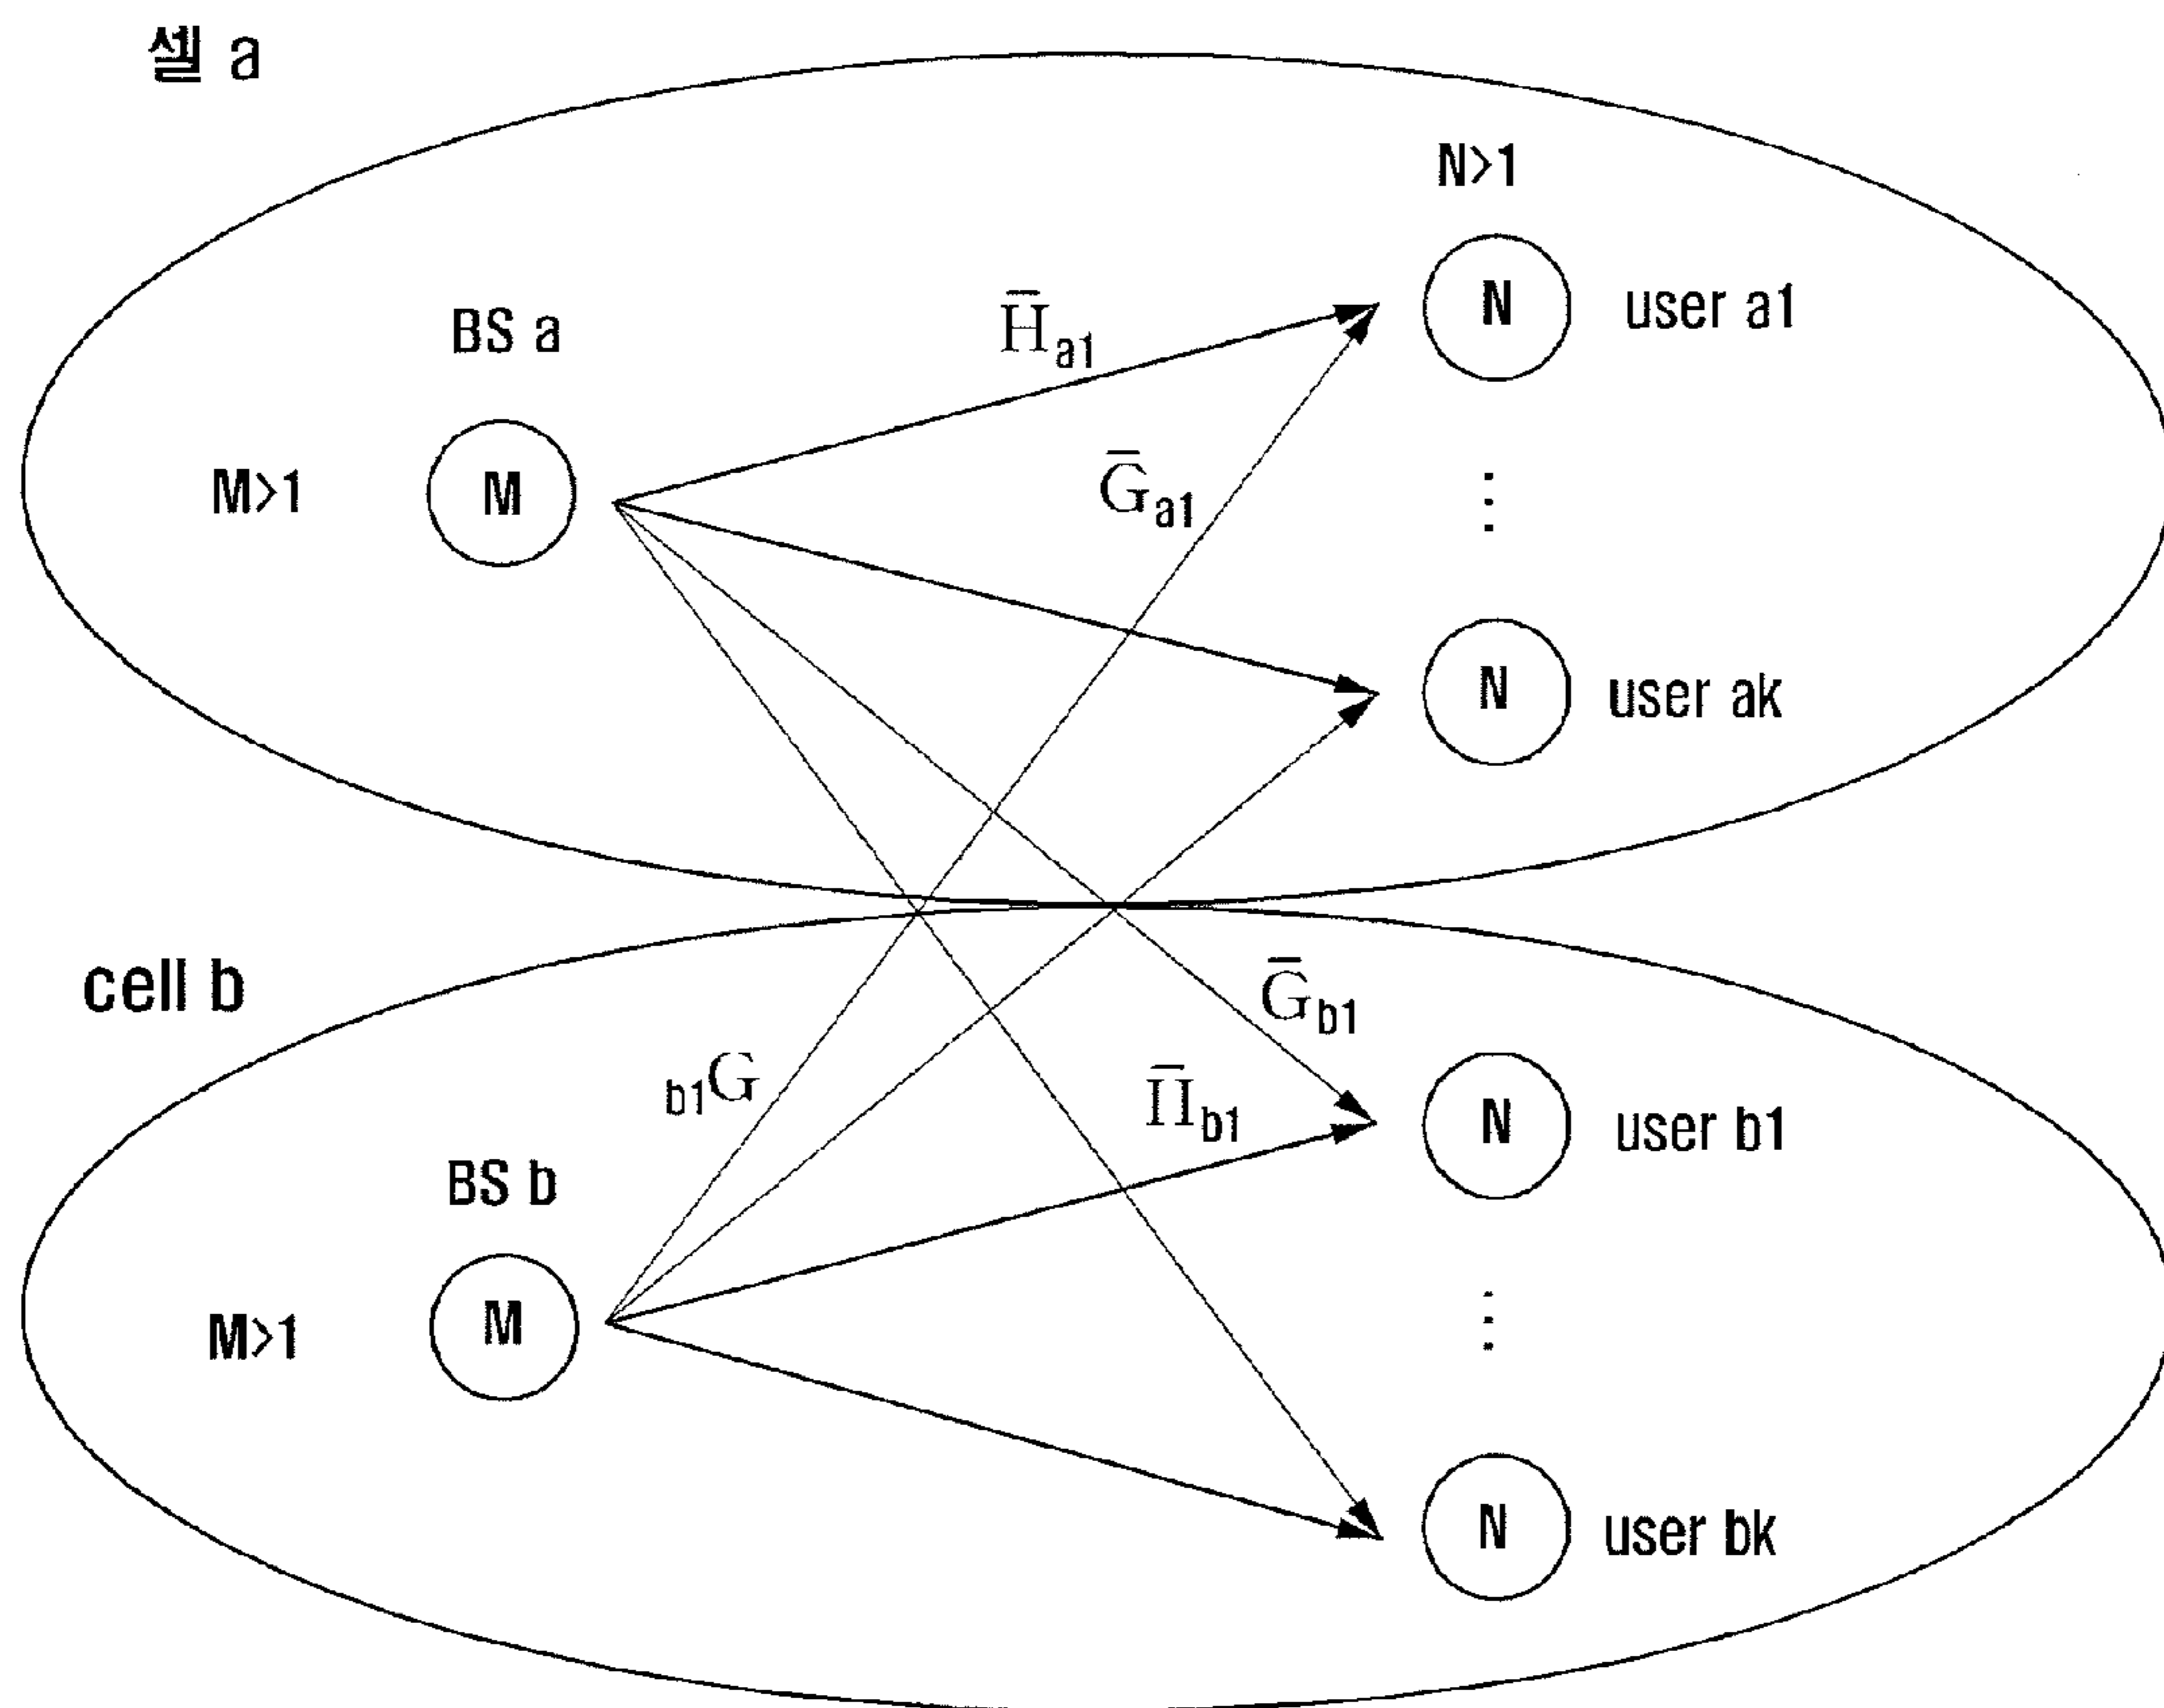 셀 a
N>1
N user a1
H̄a1
BS a
Ḡa1
M>1 M
⋮
N user ak
cell b
Ḡb1
b1G
Π̄b1
N user b1
BS b
M>1 M
⋮
N user bk